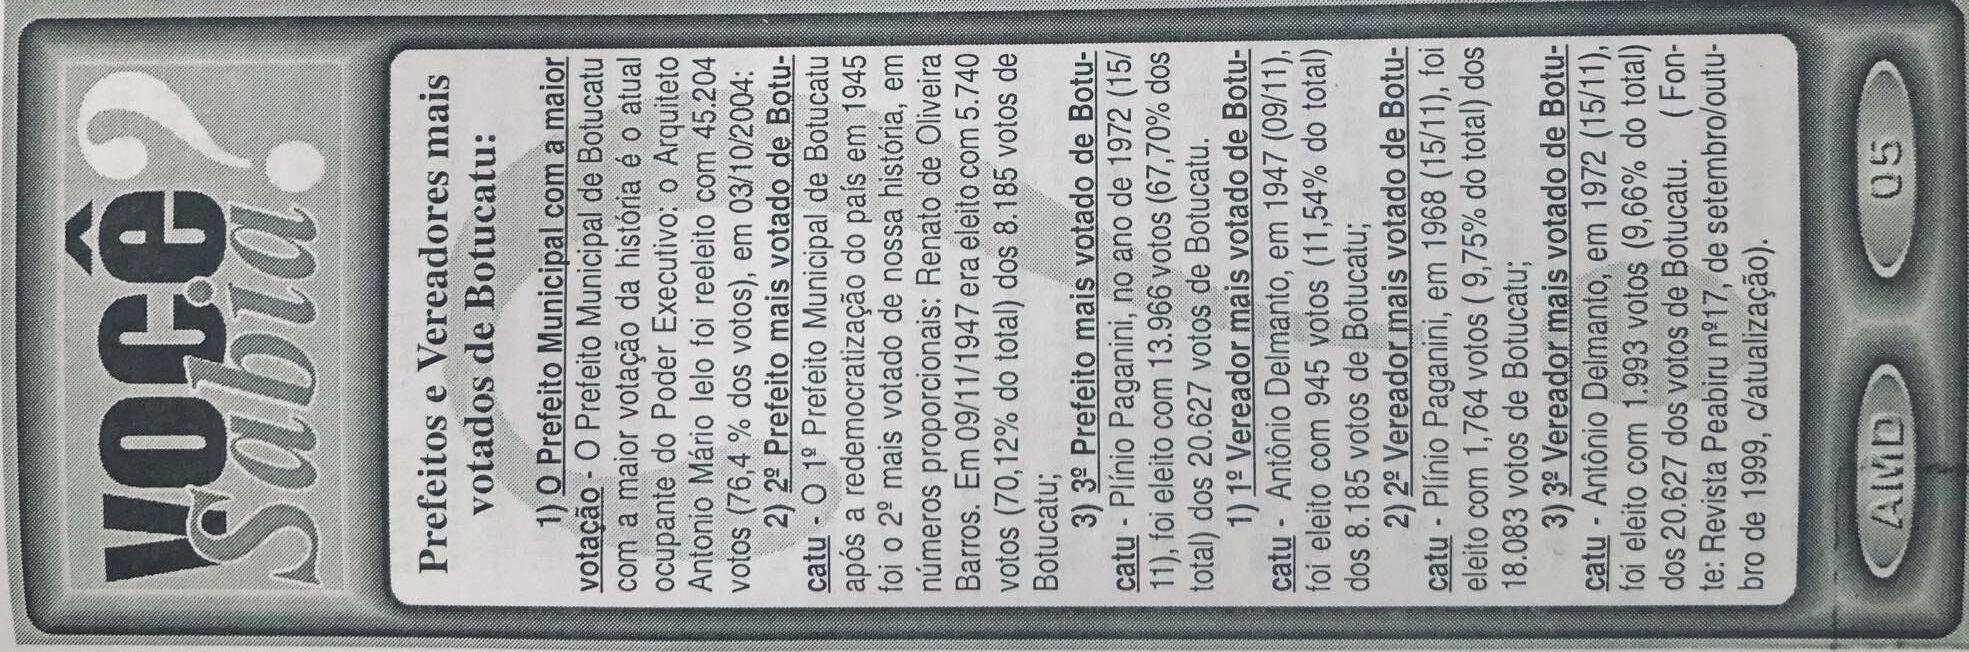 VOCÊ
Sabia?
Prefeitos e Vereadores mais
votados de Botucatu:
1) O Prefeito Municipal com a maior
votação - O Prefeito Municipal de Botucatu
com a maior votação da história é o atual
ocupante do Poder Executivo: o Arquiteto
Antonio Mário Ielo foi reeleito com 45.204
votos (76,4 % dos votos), em 03/10/2004:
2) 2º Prefeito mais votado de Botu-
catu - O 1º Prefeito Municipal de Botucatu
após a redemocratização do país em 1945
foi o 2º mais votado de nossa história, em
números proporcionais: Renato de Oliveira
Barros. Em 09/11/1947 era eleito com 5.740
votos (70,12% do total) dos 8.185 votos de
Botucatu;
3) 3º Prefeito mais votado de Botu-
catu - Plínio Paganini, no ano de 1972 (15/
11), foi eleito com 13.966 votos (67,70% dos
total) dos 20.627 votos de Botucatu.
1) 1º Vereador mais votado de Botu-
catu - Antônio Delmanto, em 1947 (09/11),
foi eleito com 945 votos (11,54% do total)
dos 8.185 votos de Botucatu;
2) 2º Vereador mais votado de Botu-
catu - Plínio Paganini, em 1968 (15/11), foi
eleito com 1,764 votos ( 9,75% do total) dos
18.083 votos de Botucatu;
3) 3º Vereador mais votado de Botu-
catu - Antônio Delmanto, em 1972 (15/11),
foi eleito com 1.993 votos (9,66% do total)
dos 20.627 dos votos de Botucatu. ( Fon-
te: Revista Peabiru nº17, de setembro/outu-
bro de 1999, c/atualização).
AMD 05